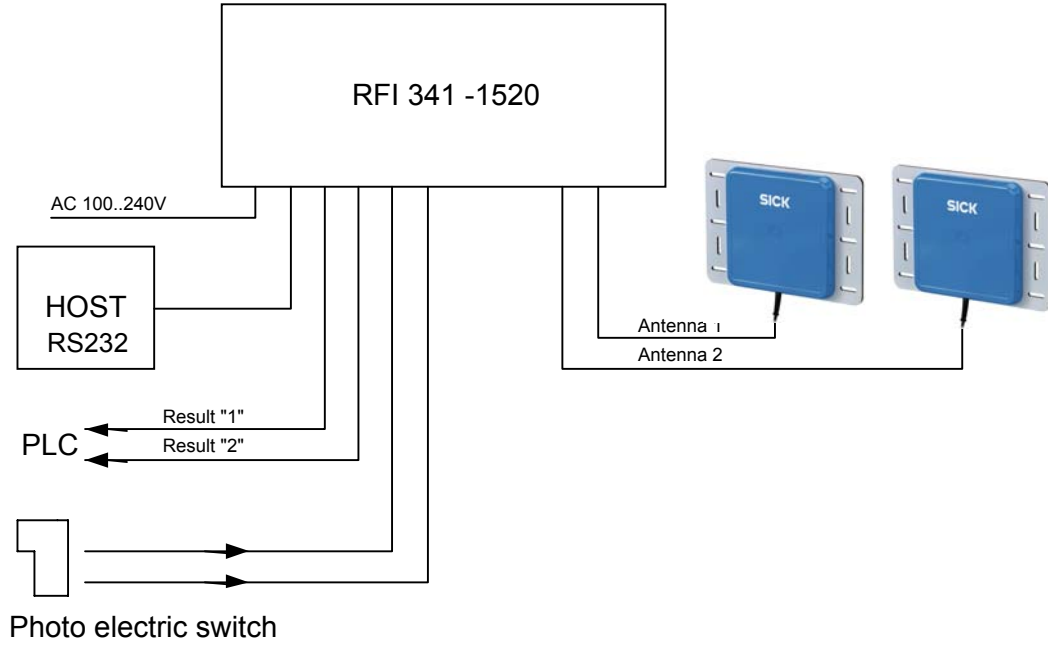 RFI 341 -1520
AC 100..240V
SICK
SICK
HOST
RS232
Antenna 1
Antenna 2
Result "1"
PLC
Result "2"
Photo electric switch